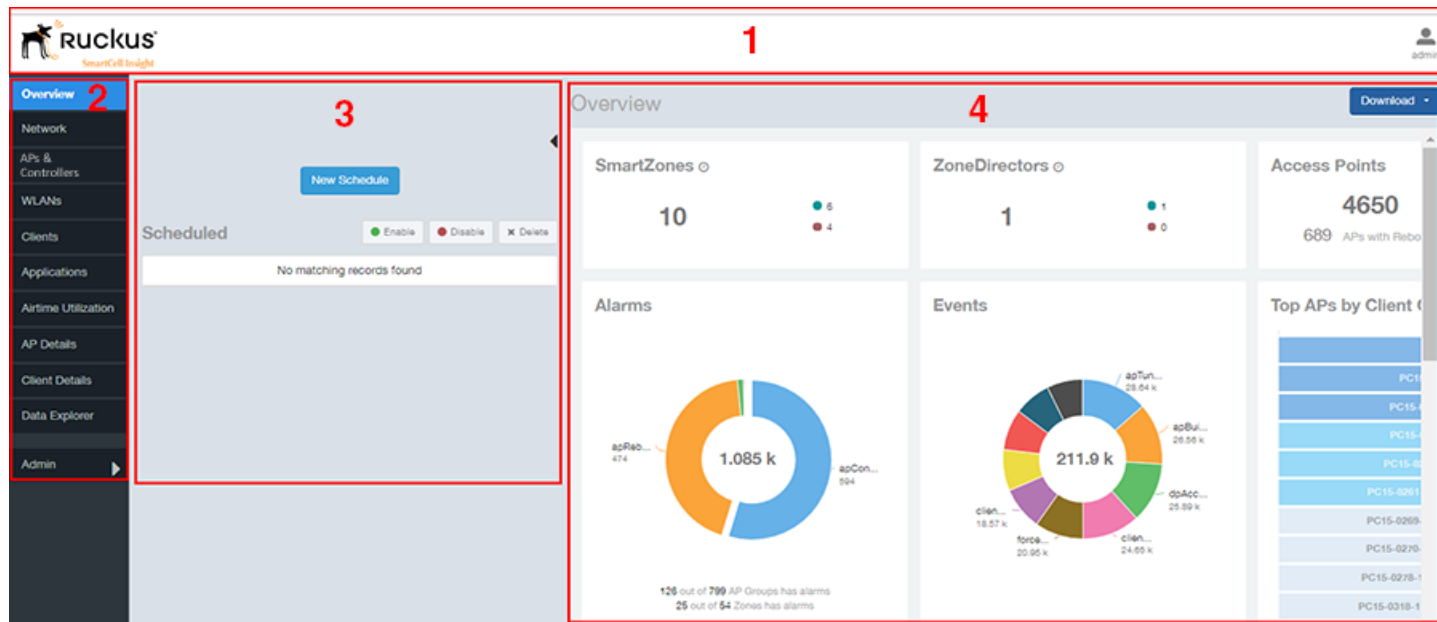 RUCKUS
SmartCell Insight
1
admin
2
Overview
Network
APs &
Controllers
WLANs
Clients
Applications
Airtime Utilization
AP Details
Client Details
Data Explorer
Admin
3
New Schedule
Scheduled
Enable
Disable
Delete
No matching records found
4
Overview
Download
SmartZones
10
6
4
ZoneDirectors
1
1
0
Access Points
4650
689 APs with Rebo
Alarms
apReb...
474
1.085 k
apCon...
594
126 out of 799 AP Groups has alarms
25 out of 54 Zones has alarms
Events
apTun...
28.64 k
apBui...
26.56 k
dpAcc...
25.89 k
clien...
24.65 k
force...
20.95 k
clien...
18.57 k
211.9 k
Top APs by Client
PC15-0261
PC15-0269-
PC15-0270-
PC15-0278-1
PC15-0318-1